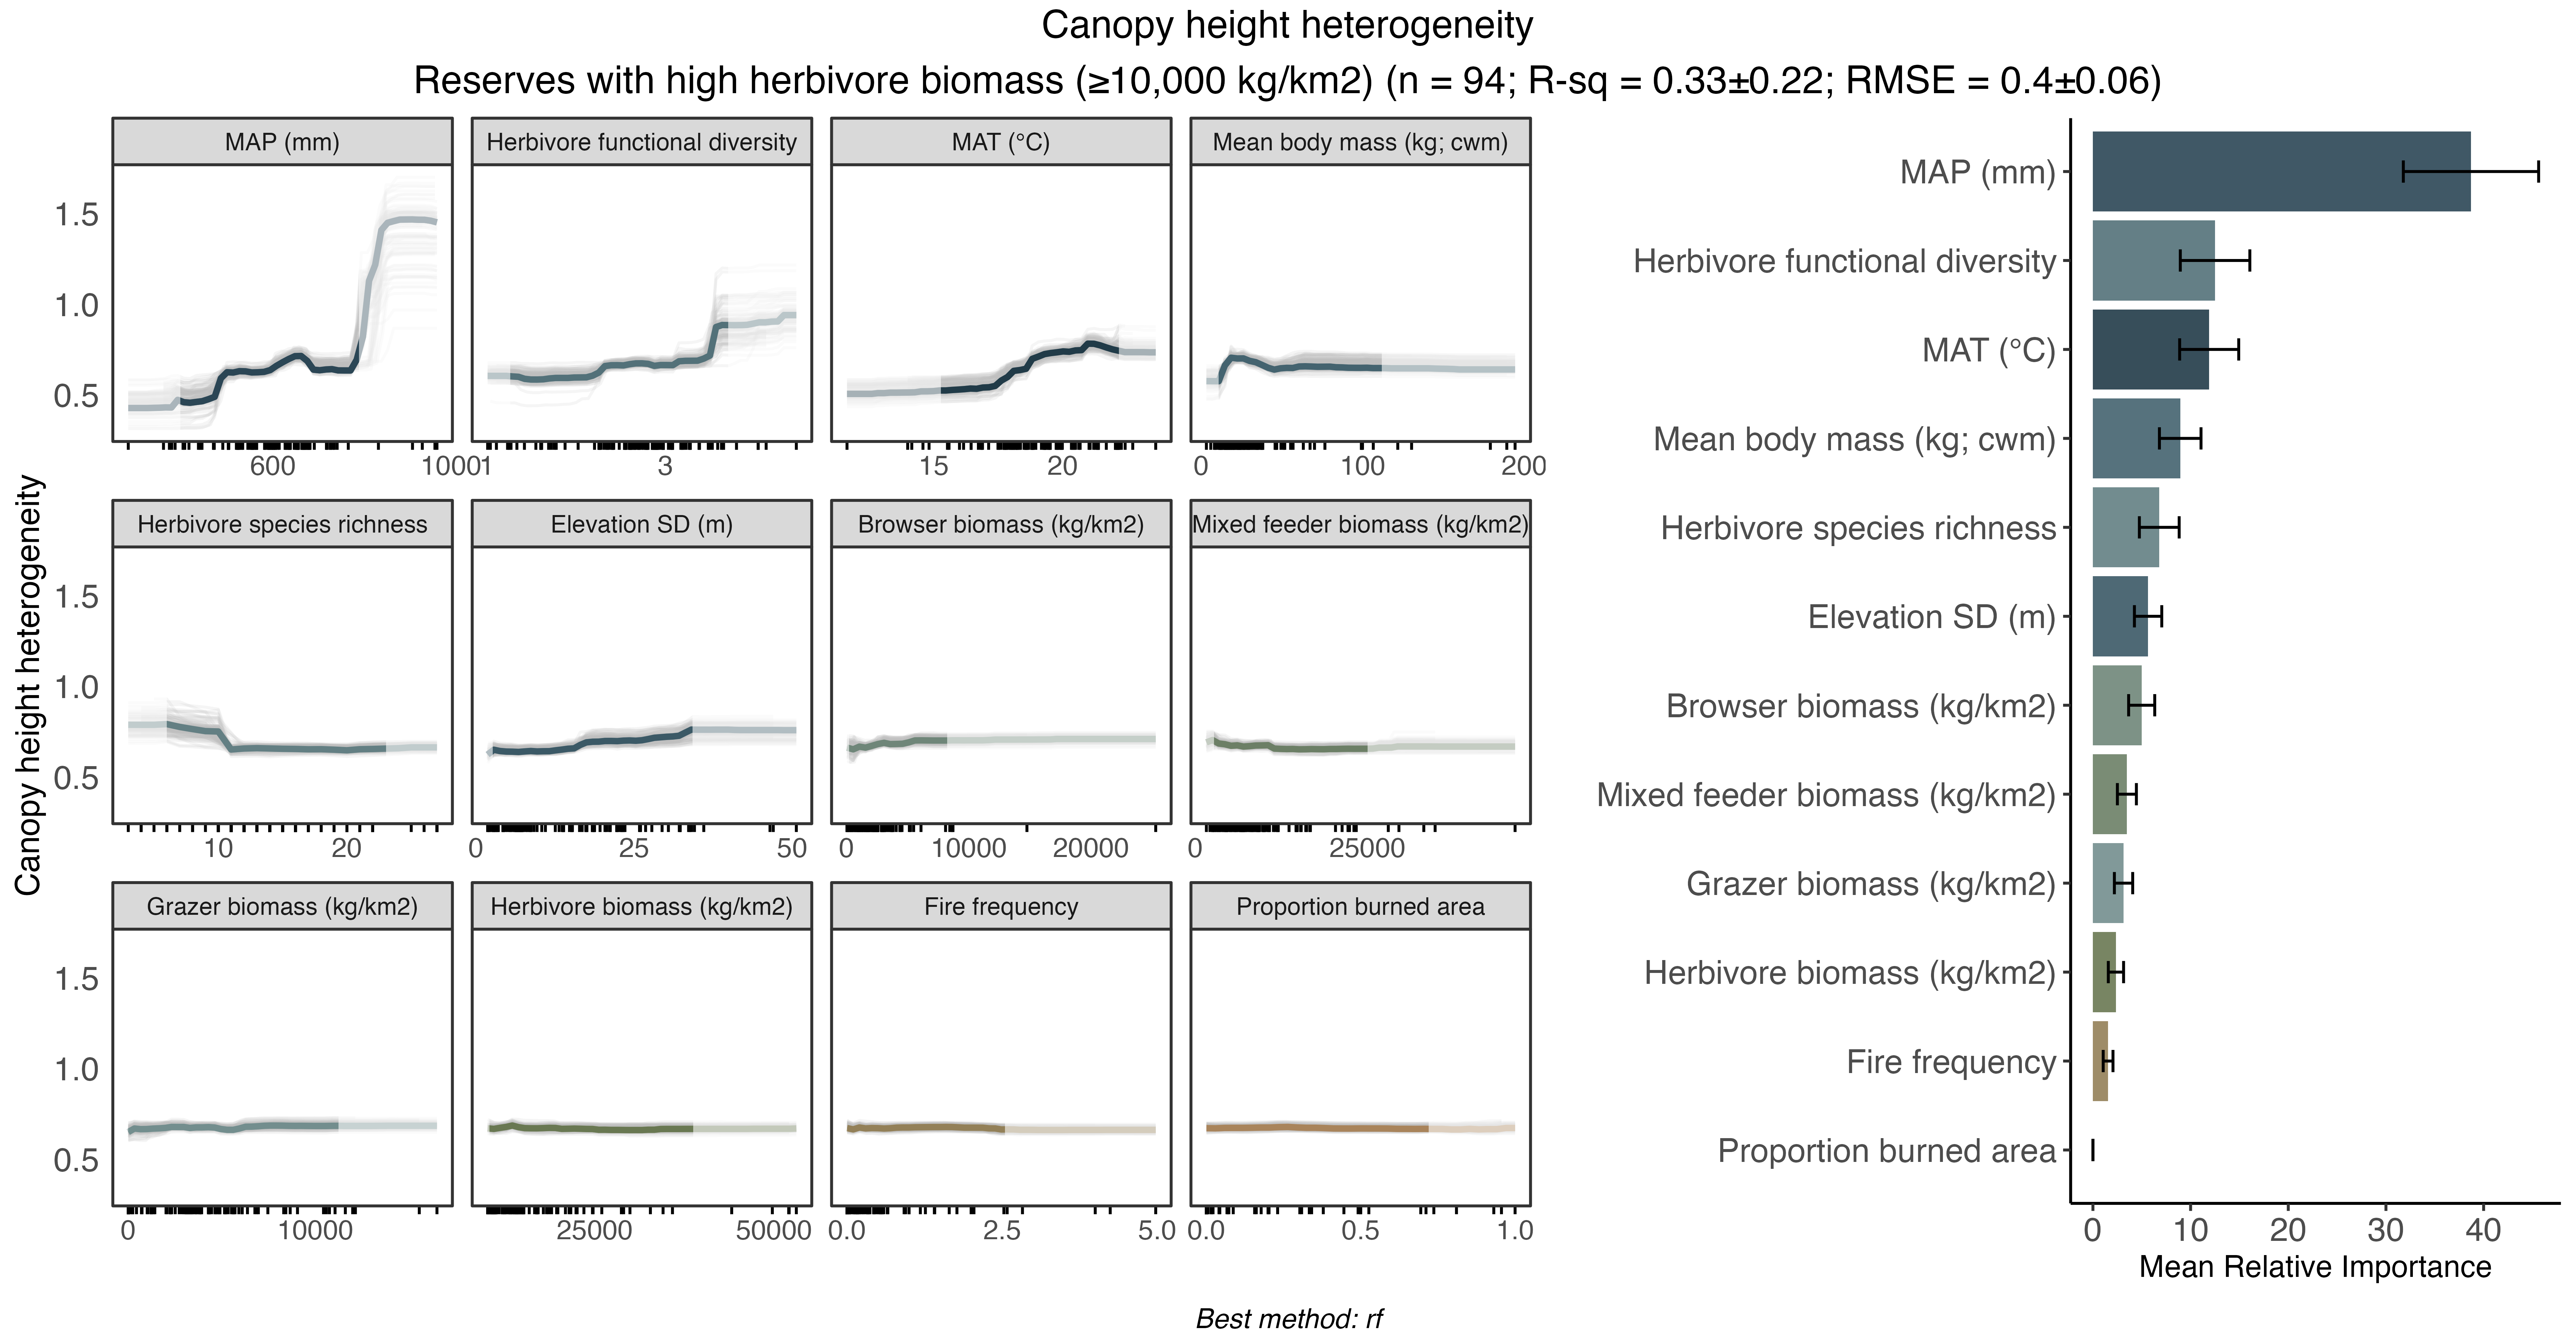 Canopy height heterogeneity
Reserves with high herbivore biomass (≥10,000 kg/km2) (n = 94; R-sq = 0.33±0.22; RMSE = 0.4±0.06)
Canopy height heterogeneity
MAP (mm)
Herbivore functional diversity
MAT (°C)
Mean body mass (kg; cwm)
1.5
1.0
0.5
600 1000
1 3
15 20
0 100 200
Herbivore species richness
Elevation SD (m)
Browser biomass (kg/km2)
Mixed feeder biomass (kg/km2)
1.5
1.0
0.5
10 20
0 25 50
0 10000 20000
0 25000
Grazer biomass (kg/km2)
Herbivore biomass (kg/km2)
Fire frequency
Proportion burned area
1.5
1.0
0.5
0 10000
25000 50000
0.0 2.5 5.0
0.0 0.5 1.0
MAP (mm)
Herbivore functional diversity
MAT (°C)
Mean body mass (kg; cwm)
Herbivore species richness
Elevation SD (m)
Browser biomass (kg/km2)
Mixed feeder biomass (kg/km2)
Grazer biomass (kg/km2)
Herbivore biomass (kg/km2)
Fire frequency
Proportion burned area
0 10 20 30 40
Mean Relative Importance
Best method: rf